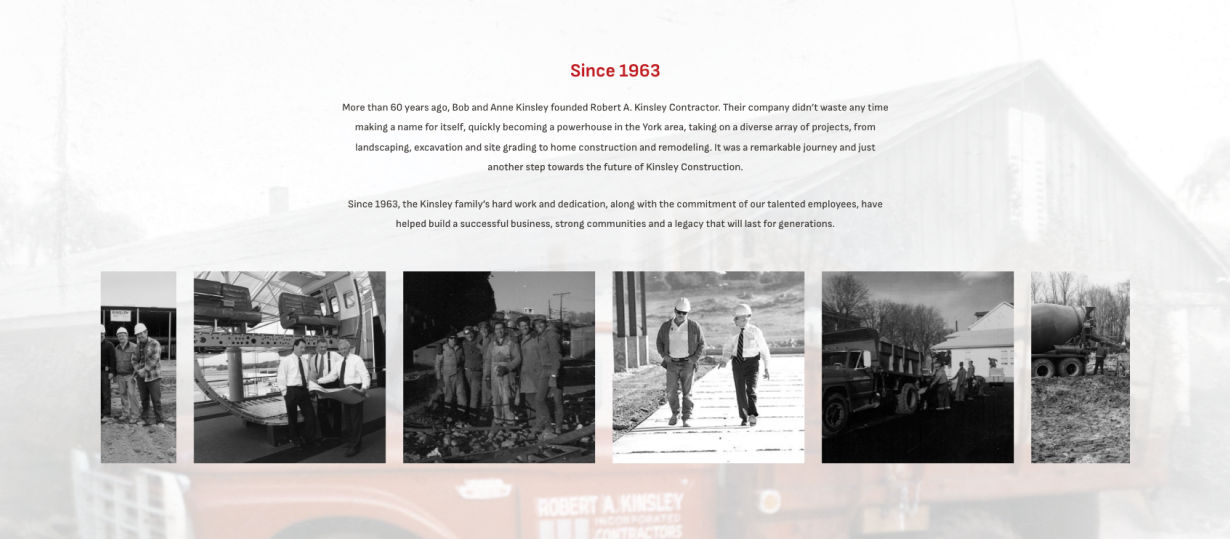 Since 1963
More than 60 years ago, Bob and Anne Kinsley founded Robert A. Kinsley Contractor. Their company didn’t waste any time
making a name for itself, quickly becoming a powerhouse in the York area, taking on a diverse array of projects, from
landscaping, excavation and site grading to home construction and remodeling. It was a remarkable journey and just
another step towards the future of Kinsley Construction.
Since 1963, the Kinsley family’s hard work and dedication, along with the commitment of our talented employees, have
helped build a successful business, strong communities and a legacy that will last for generations.
ROBERT A. KINSLEY
INCORPORATED
CONTRACTORS